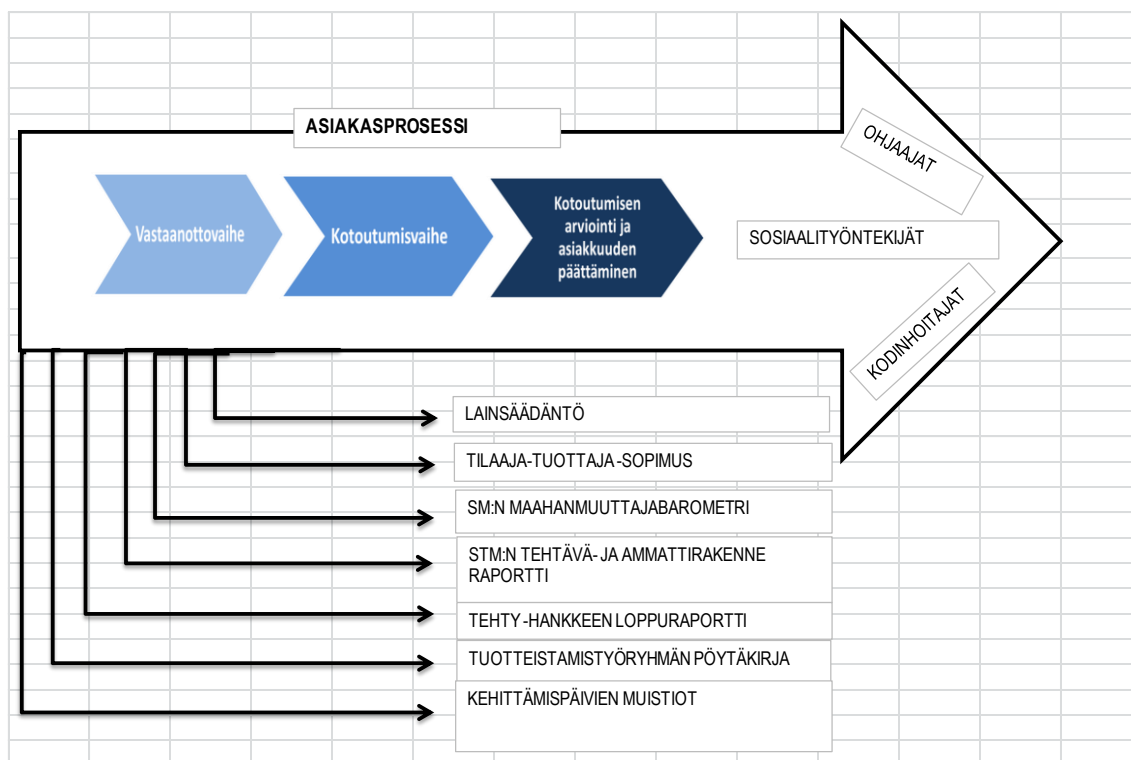 ASIAKASPROSESSI
OHJAAJAT
Vastaanottovaihe
Kotoutumisvaihe
Kotoutumisen
arviointi ja
asiakkuuden
päättäminen
SOSIAALITYÖNTEKIJÄT
KODINHOITAJAT
LAINSÄÄDÄNTÖ
TILAAJA-TUOTTAJA -SOPIMUS
SM:N MAAHANMUUTTAJABAROMETRI
STM:N TEHTÄVÄ- JA AMMATTIRAKENNE
RAPORTTI
TEHTY -HANKKEEN LOPPURAPORTTI
TUOTTEISTAMISTYÖRYHMÄN PÖYTÄKIRJA
KEHITTÄMISPÄIVIEN MUISTIOT